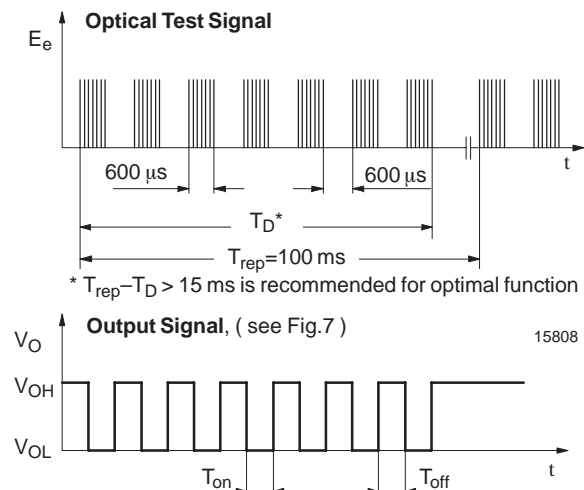 Optical Test Signal
Ee
600 µs
600 µs
t
TD*
Trep=100 ms
* Trep–TD > 15 ms is recommended for optimal function
VO
Output Signal, ( see Fig.7 )
15808
VOH
VOL
t
Ton
Toff